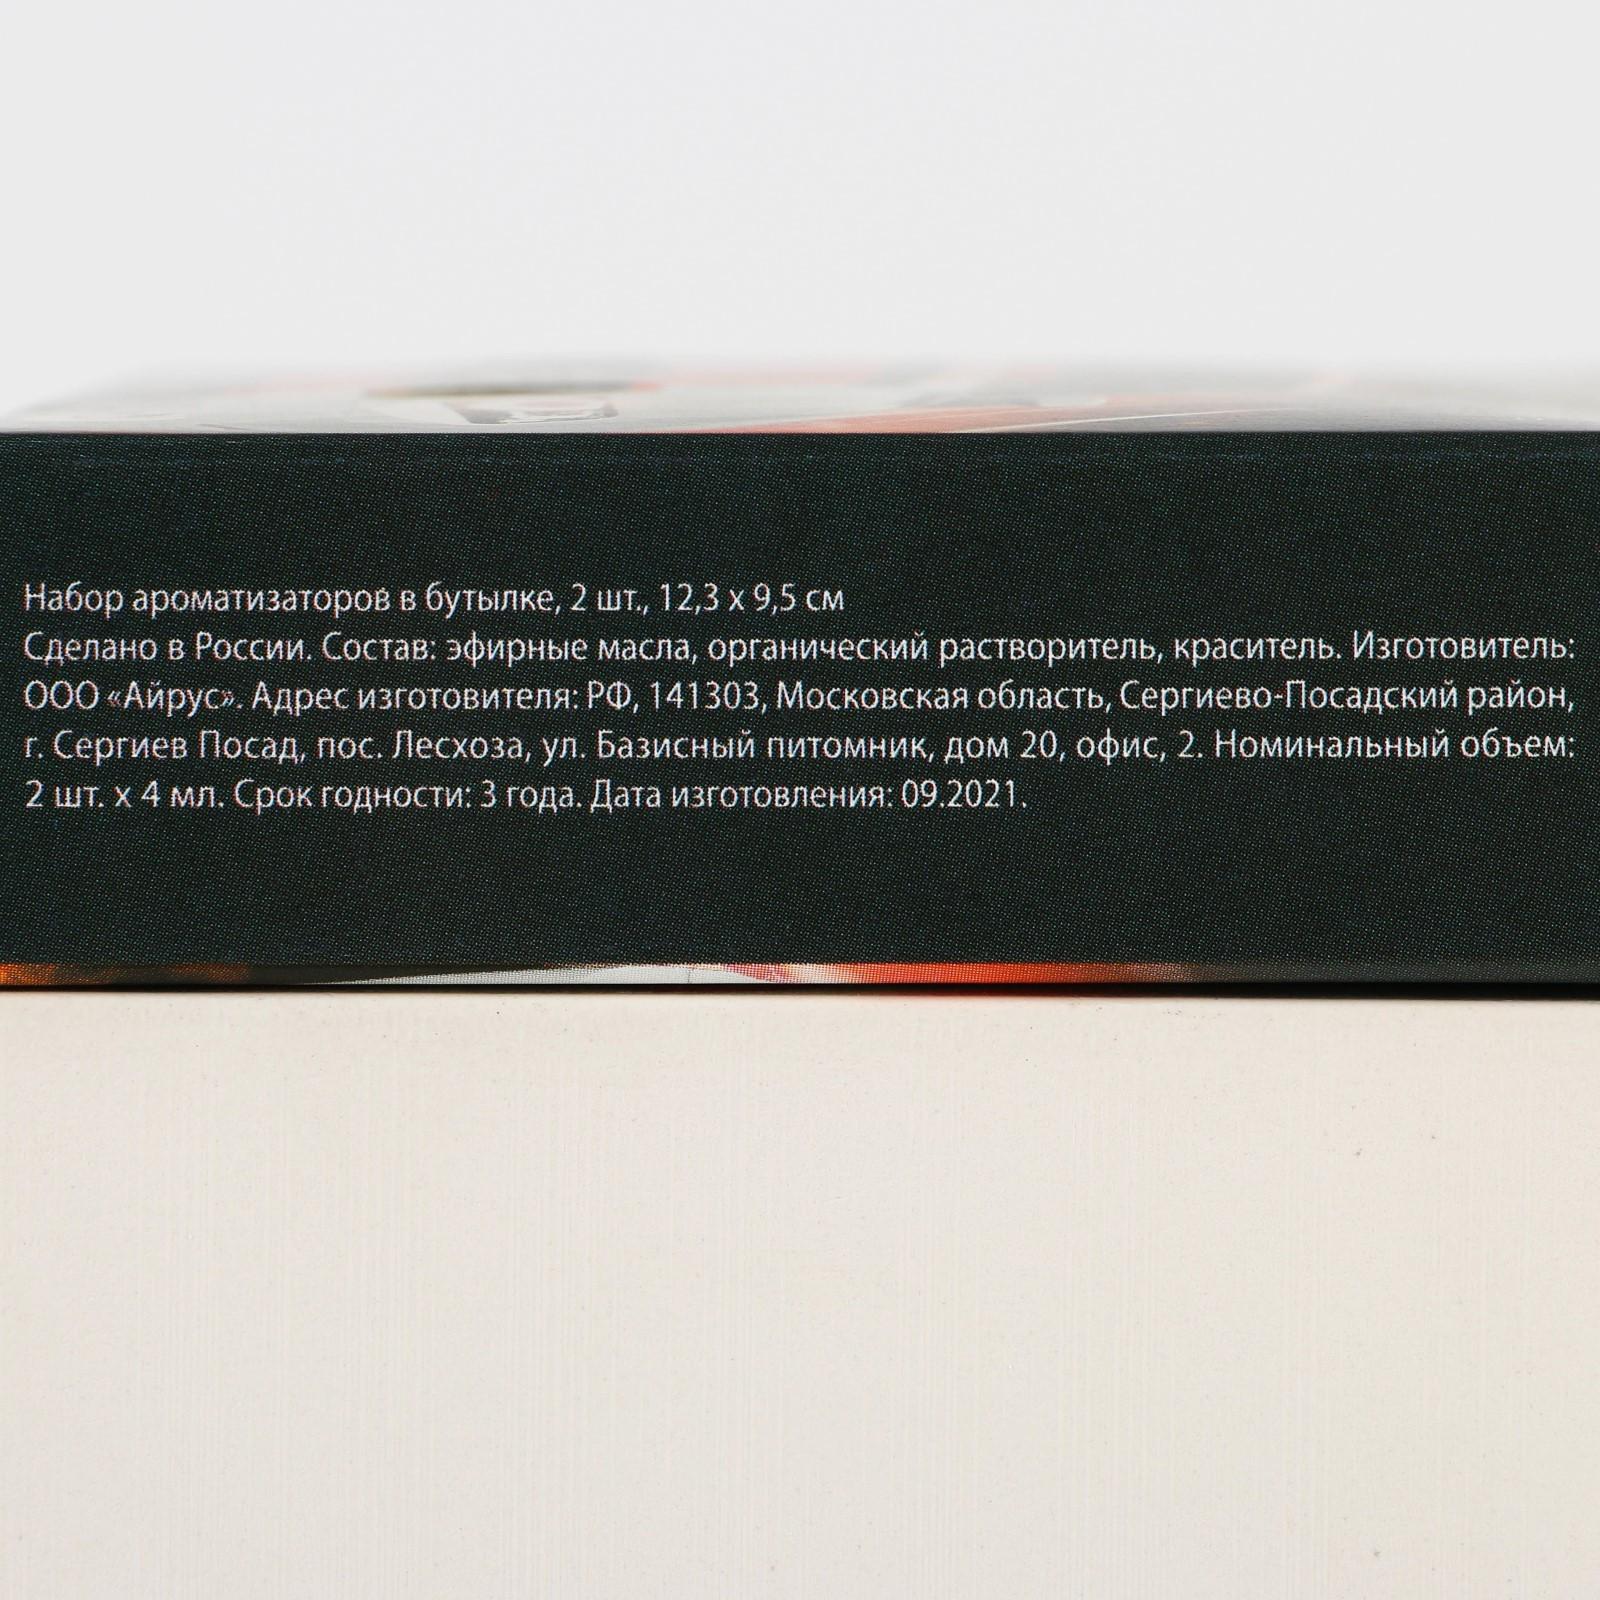 Набор ароматизаторов в бутылке, 2 шт., 12,3 х 9,5 см
Сделано в России. Состав: эфирные масла, органический растворитель, краситель. Изготовитель:
ООО «Айрус». Адрес изготовителя: РФ, 141303, Московская область, Сергиево-Посадский район,
г. Сергиев Посад, пос. Лесхоза, ул. Базисный питомник, дом 20, офис, 2. Номинальный объем:
2 шт. х 4 мл. Срок годности: 3 года. Дата изготовления: 09.2021.